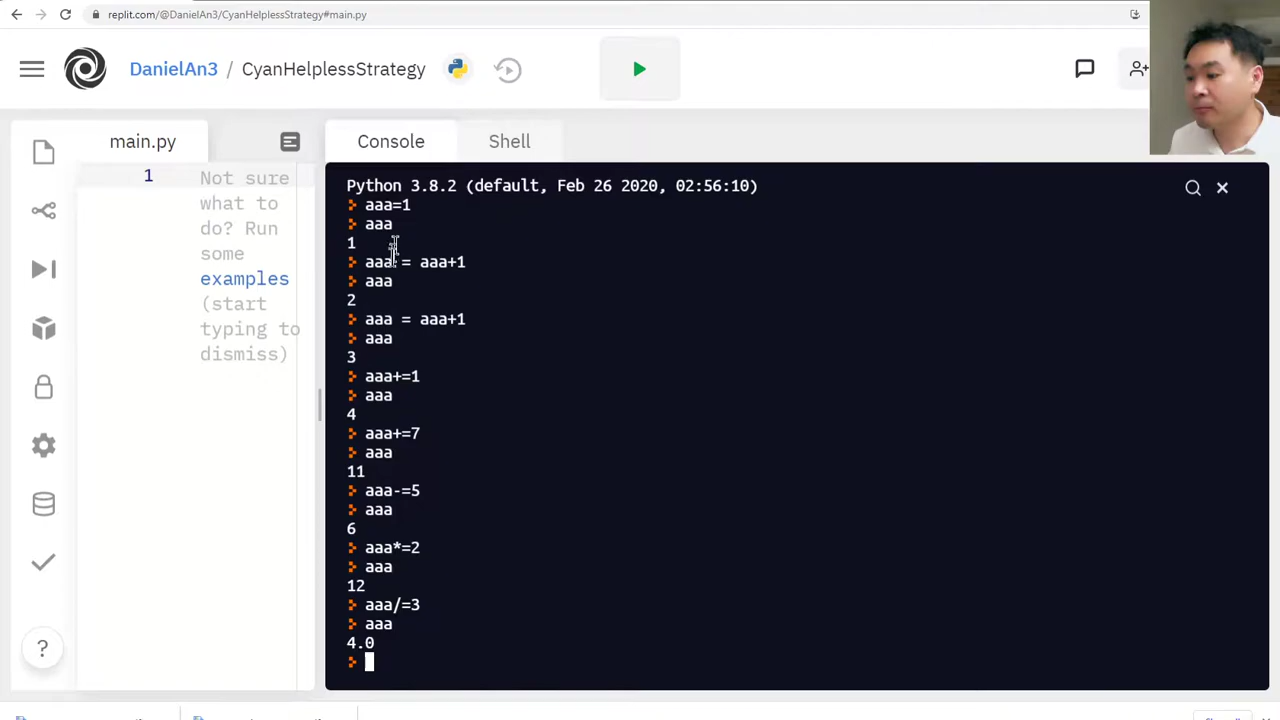 replit.com/@DanielAn3/CyanHelplessStrategy#main.py
DanielAn3 / CyanHelplessStrategy
main.py
Console
Shell
1
Not sure
what to
do? Run
some
examples
(start
typing to
dismiss)
Python 3.8.2 (default, Feb 26 2020, 02:56:10)
aaa=1
aaa
1
aaa = aaa+1
aaa
2
aaa = aaa+1
aaa
3
aaa+=1
aaa
4
aaa+=7
aaa
11
aaa-=5
aaa
6
aaa*=2
aaa
12
aaa/=3
aaa
4.0
?